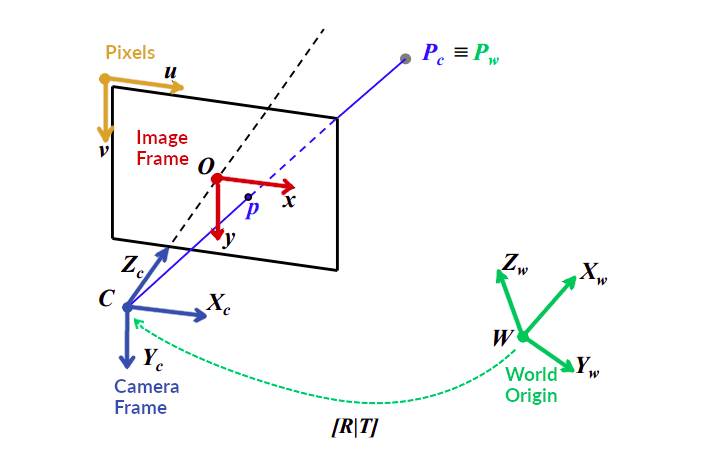 Pixels
u
v
P_c ≡ P_w
Image
Frame
O
x
p
y
Z_c
C
X_c
Y_c
Camera
Frame
Z_w
X_w
W
Y_w
World
Origin
[R|T]